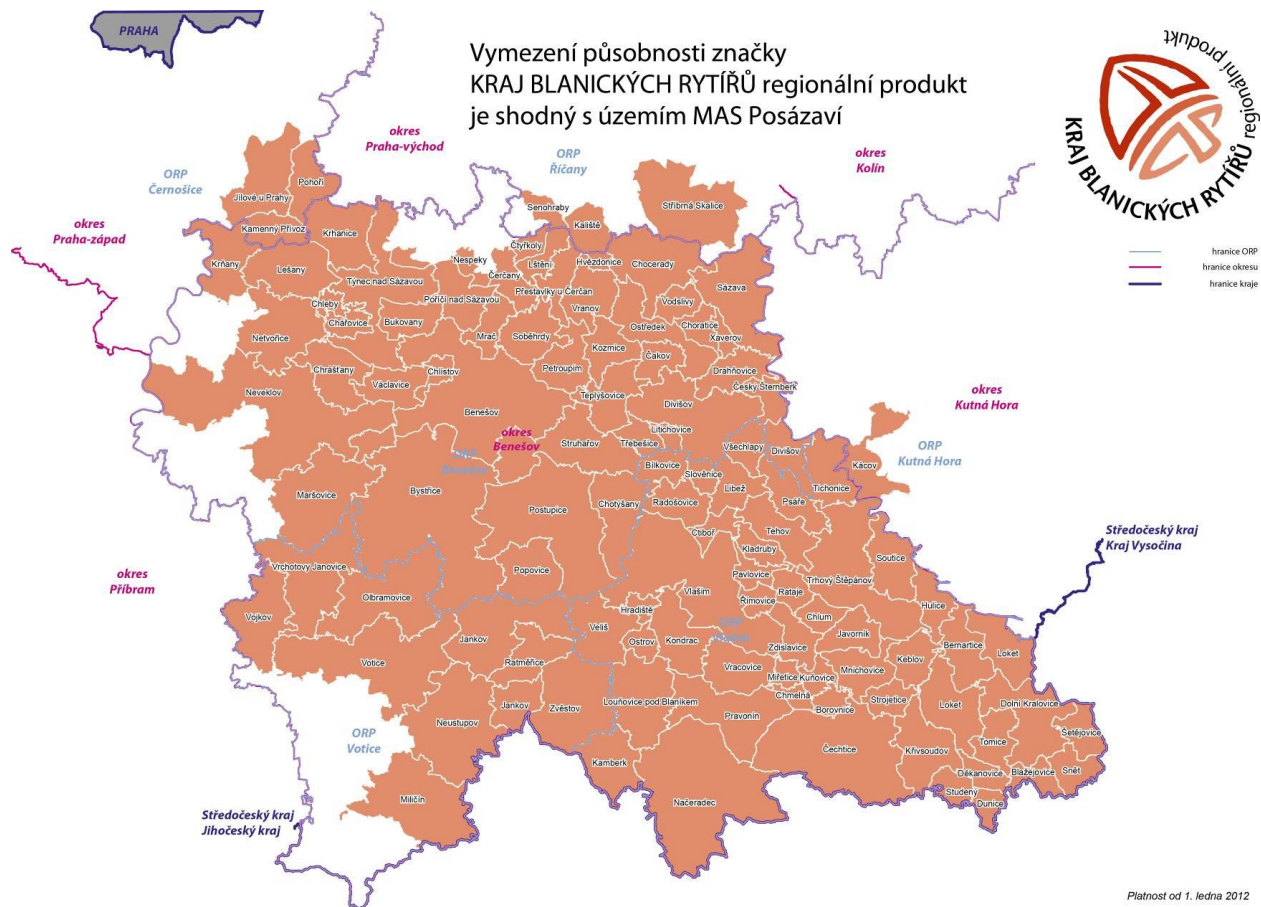 PRAHA
Vymezení působnosti značky
KRAJ BLANICKÝCH RYTÍŘŮ regionální produkt
je shodný s územím MAS Posázaví
KRAJ BLANICKÝCH RYTÍŘŮ regionální produkt
regionální produkt
hranice ORP
hranice okresu
hranice kraje
okres
Praha-východ
ORP
Říčany
okres
Kolín
ORP
Černošice
okres
Praha-západ
Pohoří
Jílové u Prahy
Kamenný Přívoz
Krhanice
Senohraby
Kaliště
Stříbrná Skalice
Krňany
Lešany
Týnec nad Sázavou
Nespeky
Čerčany
Čtyřkoly
Lštění
Hvězdonice
Chocerady
Sázava
Chleby
Chářovice
Bukovany
Poříčí nad Sázavou
Přestavlky u Čerčan
Vranov
Vodslivy
Ostředek
Choratice
Xaverov
Netvořice
Mrač
Soběhrdy
Kozmice
Čakov
Drahňovice
Český Šternberk
Chrášťany
Václavice
Chlistov
Petroupim
Teplýšovice
Divišov
Neveklov
Benešov
okres
Benešov
Struhařov
Třebešice
Litichovice
Všechlapy
Divišov
okres
Kutná Hora
ORP
Kutná Hora
Kácov
Tichonice
ORP
Bystřice
Maršovice
Postupice
Chotýšany
Bílkovice
Slověnice
Radošovice
Libež
Psáře
Ctiboř
Tehov
Kladruby
Soutice
Středočeský kraj
Kraj Vysočina
okres
Příbram
Vrchotovy Janovice
Olbramovice
Popovice
Pavlovice
Trhový Štěpánov
Vlašim
Rataje
Římovice
Vojkov
Votice
Jankov
Ratměřice
Veliš
Hradiště
Ostrov
Kondrac
ORP
Chlum
Javorník
Hulice
Bernartice
Loket
Zdislavice
Vracovice
Miřetice
Kuňovice
Mnichovice
Keblov
Chmelná
Borovnice
Strojetice
Loket
Dolní Kralovice
Neustupov
Jankov
Zvěstov
Louňovice pod Blaníkem
Pravonín
Čechtice
Křivsoudov
Tomice
Šetějovice
ORP
Votice
Kamberk
Načeradec
Děkanovice
Blažejovice
Snět
Studený
Dunice
Miličín
Středočeský kraj
Jihočeský kraj
Platnost od 1. ledna 2012